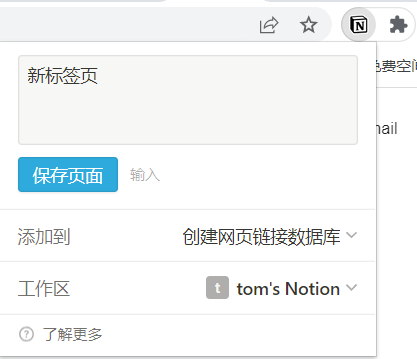 N
免费空间
新标签页
mail
保存页面 输入
添加到 创建网页链接数据库
工作区 t tom's Notion
? 了解更多